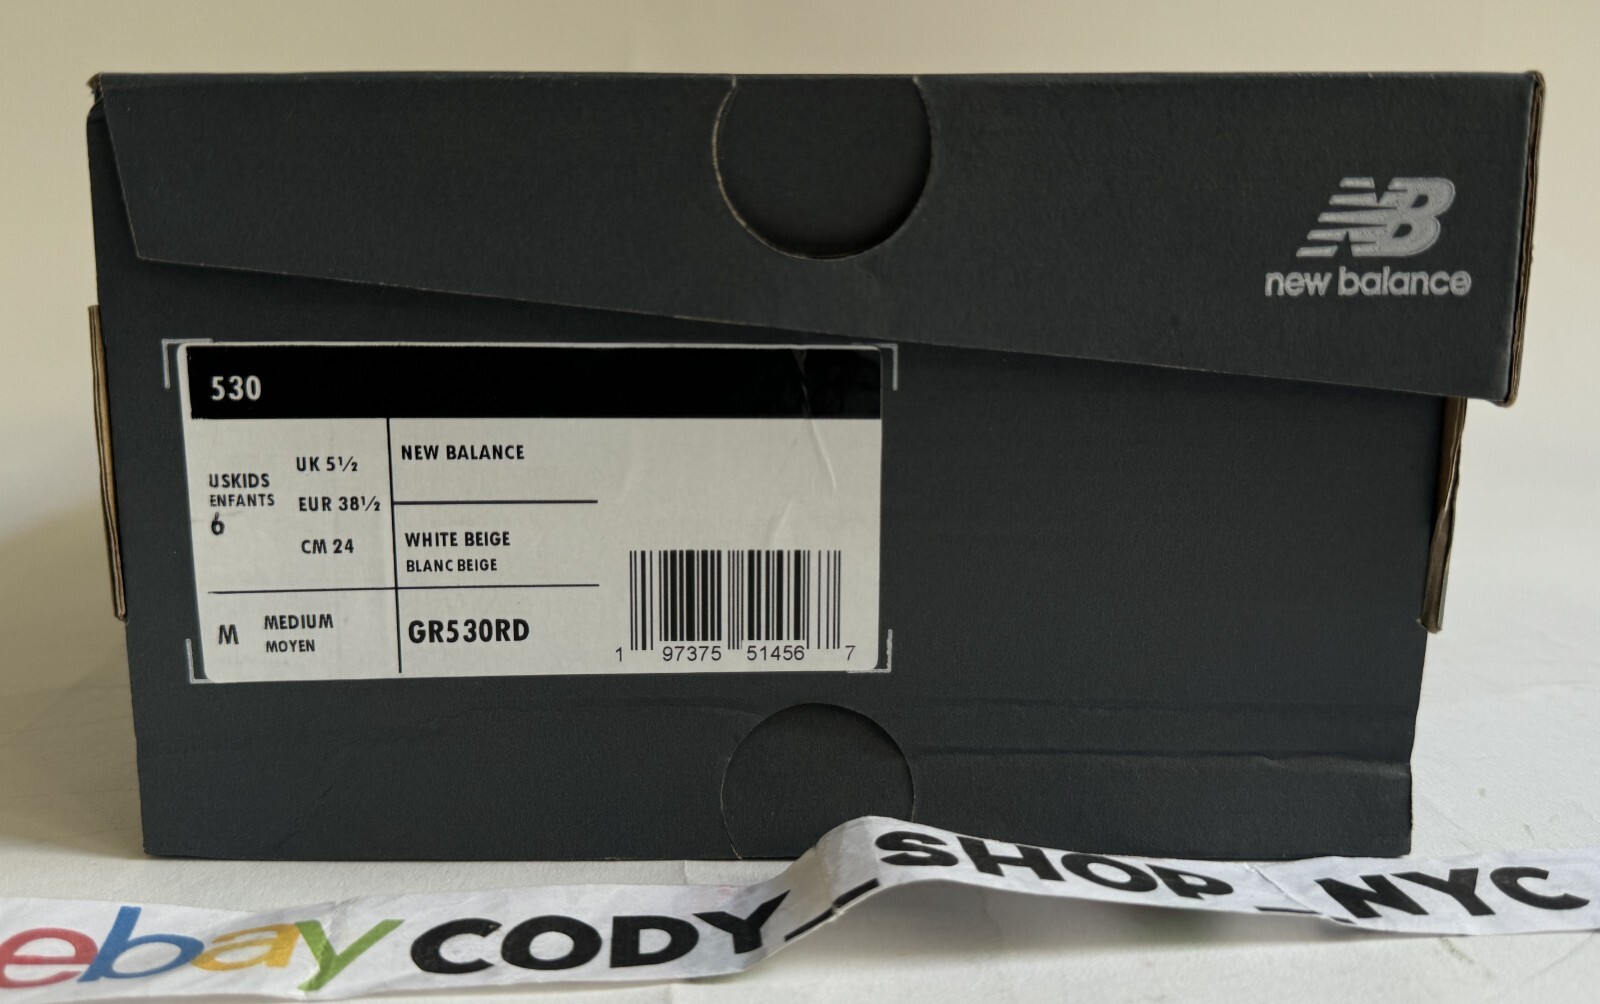 NB
new balance
530
USKIDS
ENFANTS
6
UK 5½
EUR 38½
CM 24
NEW BALANCE
WHITE BEIGE
BLANC BEIGE
M
MEDIUM
MOYEN
GR530RD
1 97375 51456 7
ebay CODY_SHOP_NYC